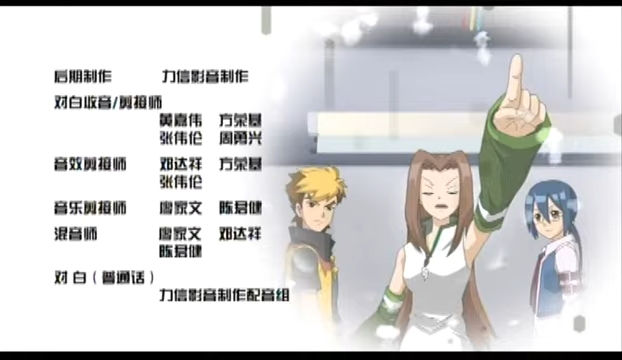 后期制作 力信影音制作
对白收音/剪接师
黄嘉伟 方荣基
张伟伦 周勇兴
音效剪接师 邓达祥 方荣基
张伟伦
音乐剪接师 廖家文 陈君健
混音师 廖家文 邓达祥
陈君健
对 白（普通话）
力信影音制作配音组